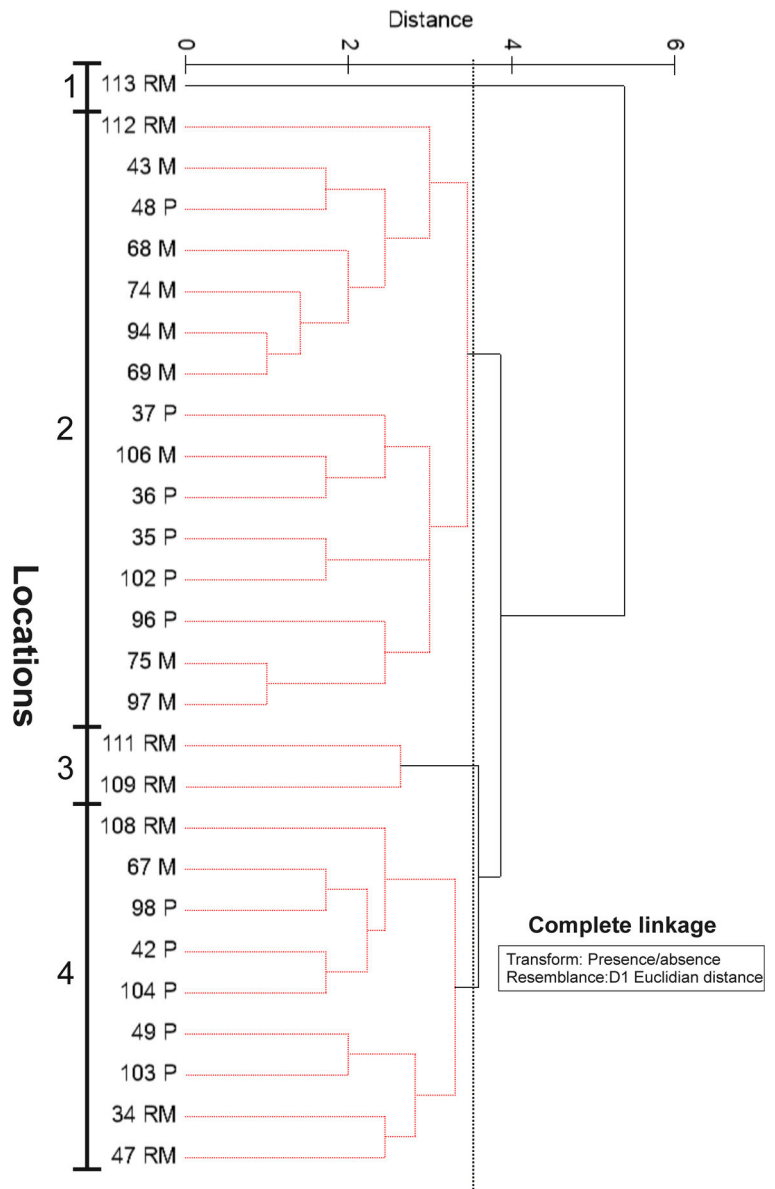 Distance
0 2 4 6
1
113 RM
112 RM
43 M
48 P
68 M
74 M
94 M
69 M
2
37 P
106 M
36 P
35 P
102 P
96 P
75 M
97 M
Locations
3
111 RM
109 RM
108 RM
67 M
98 P
4
42 P
104 P
49 P
103 P
34 RM
47 RM
Complete linkage
Transform: Presence/absence
Resemblance:D1 Euclidian distance